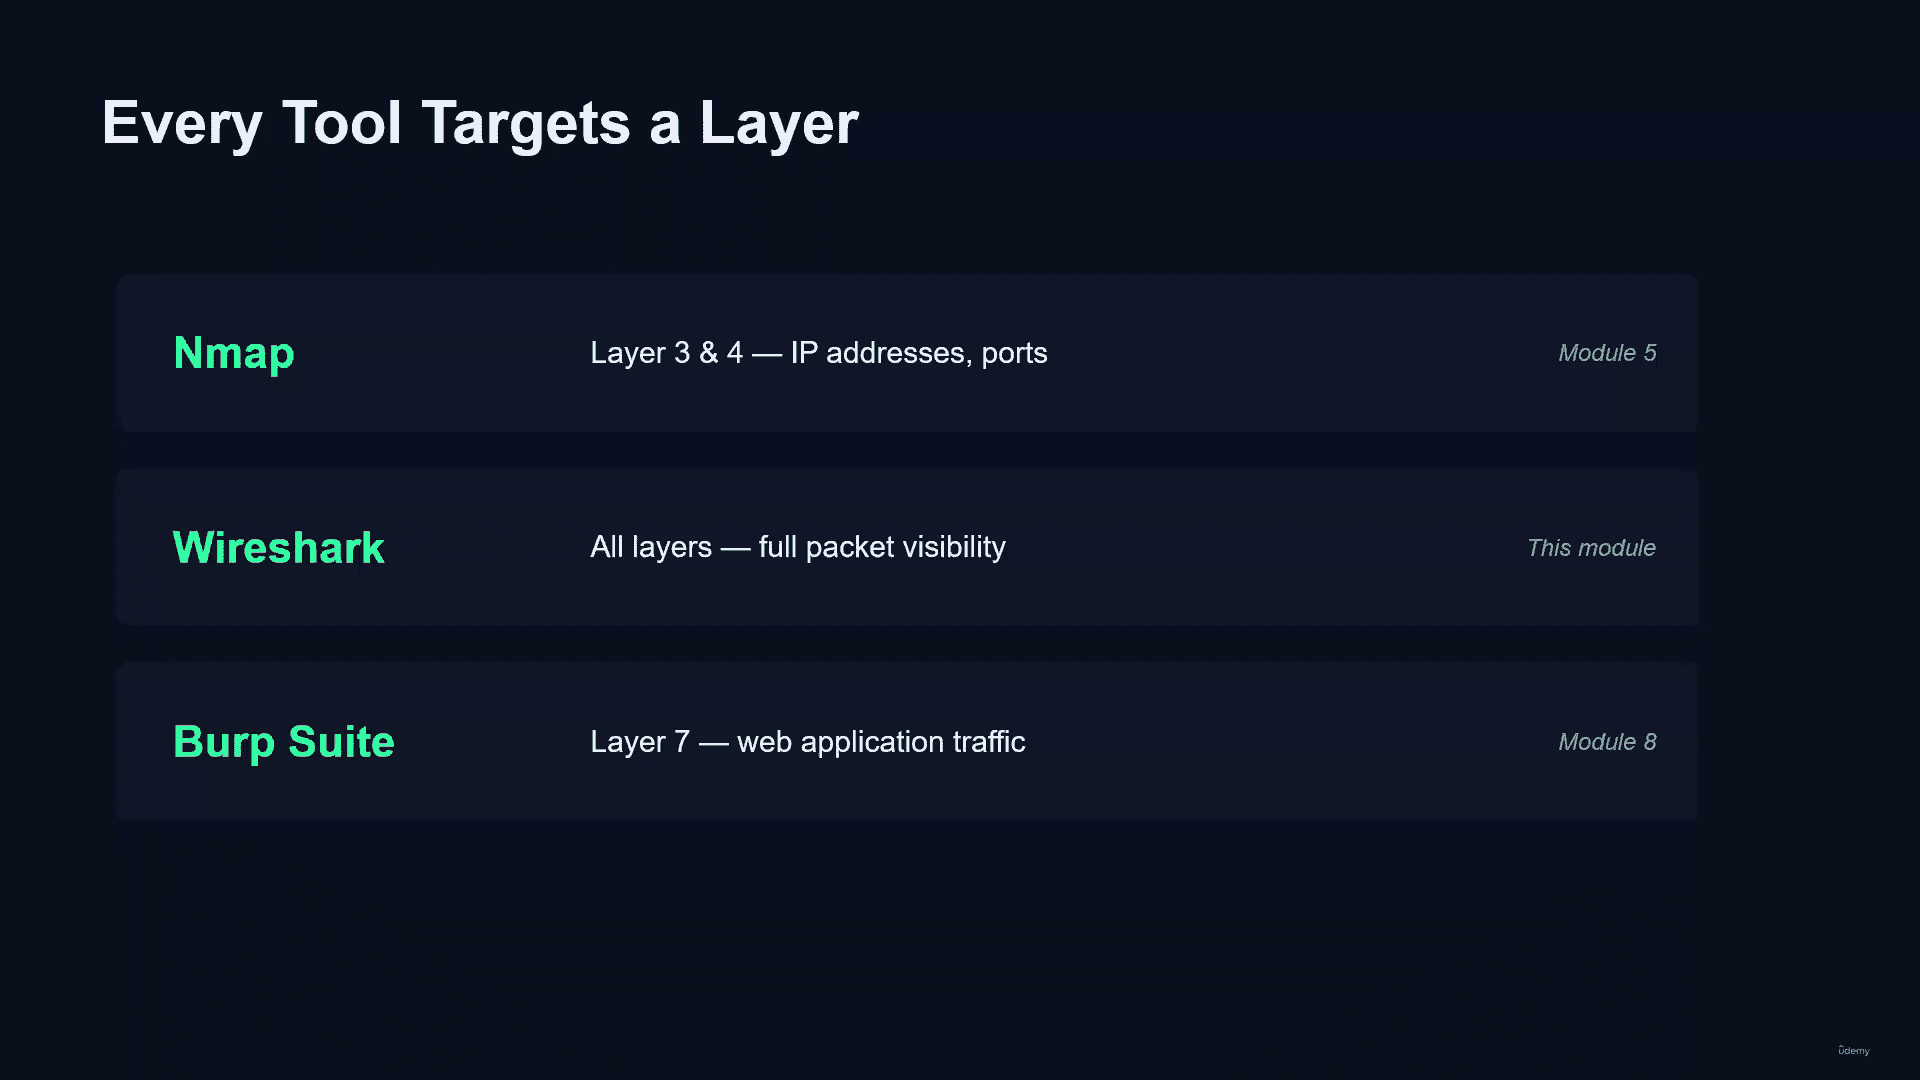 Every Tool Targets a Layer
Nmap
Layer 3 & 4 — IP addresses, ports
Module 5
Wireshark
All layers — full packet visibility
This module
Burp Suite
Layer 7 — web application traffic
Module 8
udemy